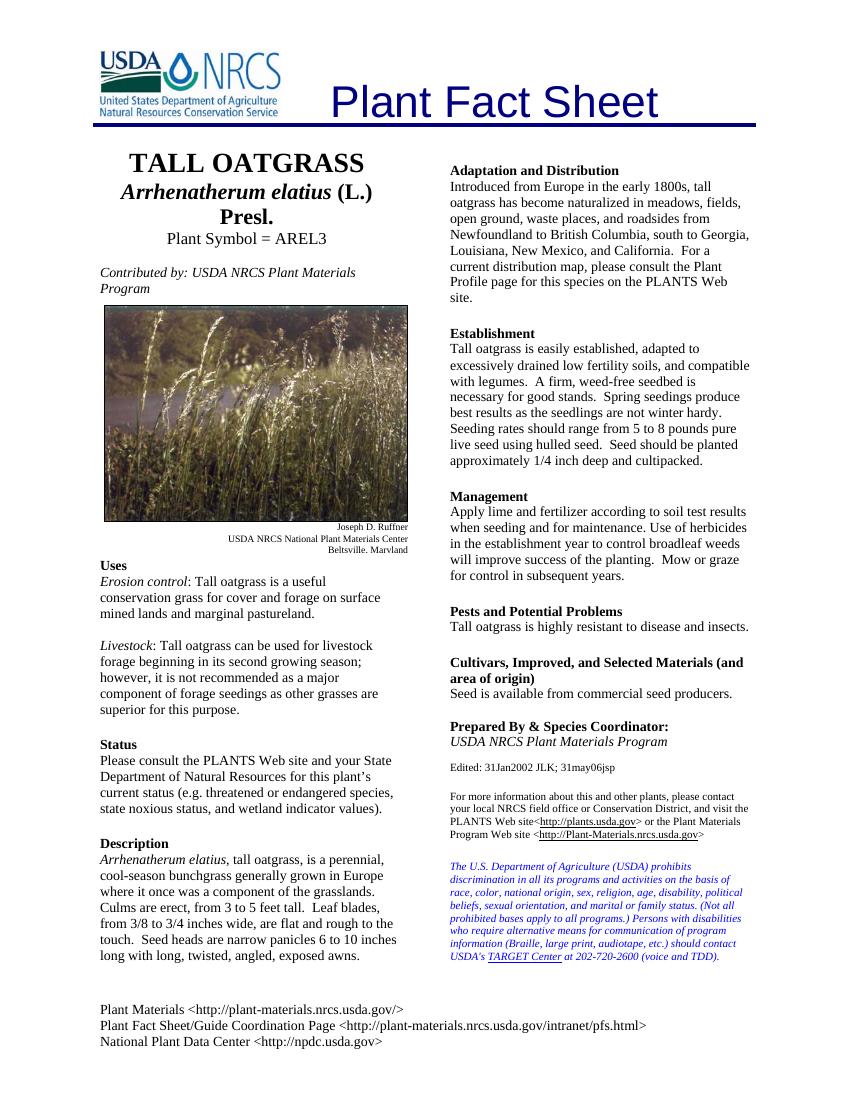 USDA NRCS
United States Department of Agriculture
Natural Resources Conservation Service
Plant Fact Sheet
TALL OATGRASS
Arrhenatherum elatius (L.)
Presl.
Plant Symbol = AREL3
Contributed by: USDA NRCS Plant Materials
Program
Joseph D. Ruffner
USDA NRCS National Plant Materials Center
Beltsville. Maryland
Uses
Erosion control: Tall oatgrass is a useful
conservation grass for cover and forage on surface
mined lands and marginal pastureland.
Livestock: Tall oatgrass can be used for livestock
forage beginning in its second growing season;
however, it is not recommended as a major
component of forage seedings as other grasses are
superior for this purpose.
Status
Please consult the PLANTS Web site and your State
Department of Natural Resources for this plant’s
current status (e.g. threatened or endangered species,
state noxious status, and wetland indicator values).
Description
Arrhenatherum elatius, tall oatgrass, is a perennial,
cool-season bunchgrass generally grown in Europe
where it once was a component of the grasslands.
Culms are erect, from 3 to 5 feet tall.  Leaf blades,
from 3/8 to 3/4 inches wide, are flat and rough to the
touch.  Seed heads are narrow panicles 6 to 10 inches
long with long, twisted, angled, exposed awns.
Adaptation and Distribution
Introduced from Europe in the early 1800s, tall
oatgrass has become naturalized in meadows, fields,
open ground, waste places, and roadsides from
Newfoundland to British Columbia, south to Georgia,
Louisiana, New Mexico, and California.  For a
current distribution map, please consult the Plant
Profile page for this species on the PLANTS Web
site.
Establishment
Tall oatgrass is easily established, adapted to
excessively drained low fertility soils, and compatible
with legumes.  A firm, weed-free seedbed is
necessary for good stands.  Spring seedings produce
best results as the seedlings are not winter hardy.
Seeding rates should range from 5 to 8 pounds pure
live seed using hulled seed.  Seed should be planted
approximately 1/4 inch deep and cultipacked.
Management
Apply lime and fertilizer according to soil test results
when seeding and for maintenance. Use of herbicides
in the establishment year to control broadleaf weeds
will improve success of the planting.  Mow or graze
for control in subsequent years.
Pests and Potential Problems
Tall oatgrass is highly resistant to disease and insects.
Cultivars, Improved, and Selected Materials (and
area of origin)
Seed is available from commercial seed producers.
Prepared By & Species Coordinator:
USDA NRCS Plant Materials Program
Edited: 31Jan2002 JLK; 31may06jsp
For more information about this and other plants, please contact
your local NRCS field office or Conservation District, and visit the
PLANTS Web site<http://plants.usda.gov> or the Plant Materials
Program Web site <http://Plant-Materials.nrcs.usda.gov>
The U.S. Department of Agriculture (USDA) prohibits
discrimination in all its programs and activities on the basis of
race, color, national origin, sex, religion, age, disability, political
beliefs, sexual orientation, and marital or family status. (Not all
prohibited bases apply to all programs.) Persons with disabilities
who require alternative means for communication of program
information (Braille, large print, audiotape, etc.) should contact
USDA's TARGET Center at 202-720-2600 (voice and TDD).
Plant Materials <http://plant-materials.nrcs.usda.gov/>
Plant Fact Sheet/Guide Coordination Page <http://plant-materials.nrcs.usda.gov/intranet/pfs.html>
National Plant Data Center <http://npdc.usda.gov>